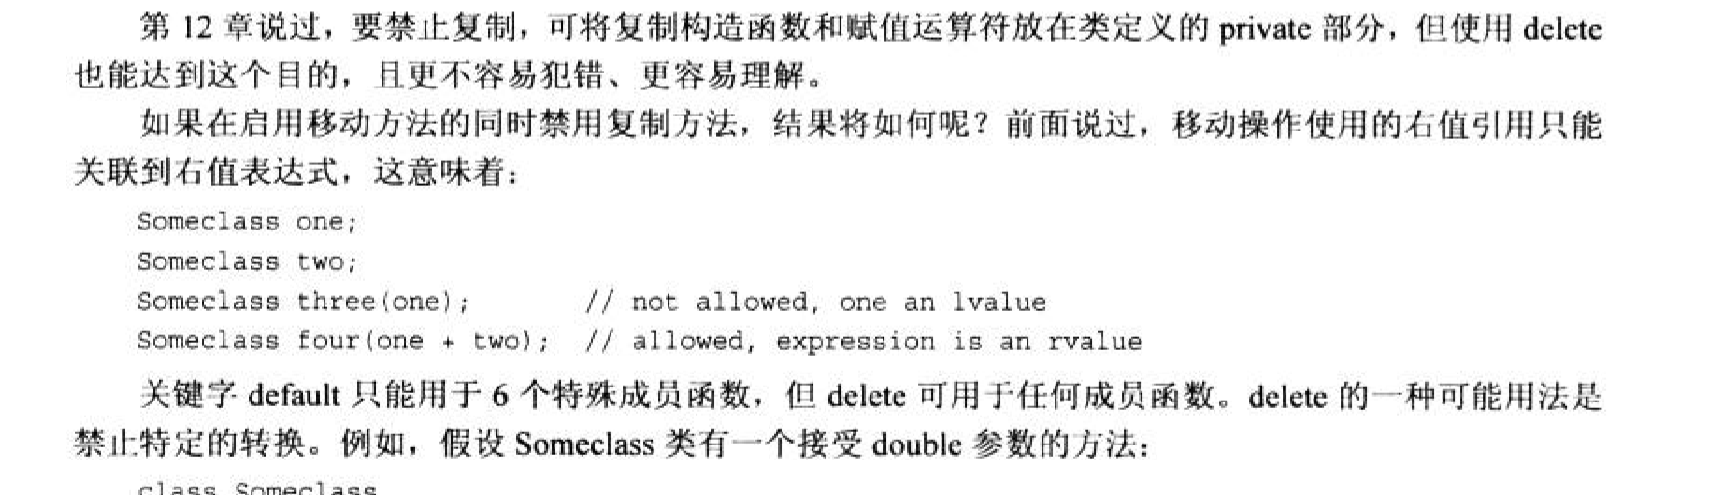 第 12 章说过，要禁止复制，可将复制构造函数和赋值运算符放在类定义的 private 部分，但使用 delete
也能达到这个目的，且更不容易犯错、更容易理解。
如果在启用移动方法的同时禁用复制方法，结果将如何呢？前面说过，移动操作使用的右值引用只能
关联到右值表达式，这意味着：
Someclass one;
Someclass two;
Someclass three(one);       // not allowed, one an lvalue
Someclass four(one + two);  // allowed, expression is an rvalue
关键字 default 只能用于 6 个特殊成员函数，但 delete 可用于任何成员函数。delete 的一种可能用法是
禁止特定的转换。例如，假设 Someclass 类有一个接受 double 参数的方法：
class Someclass